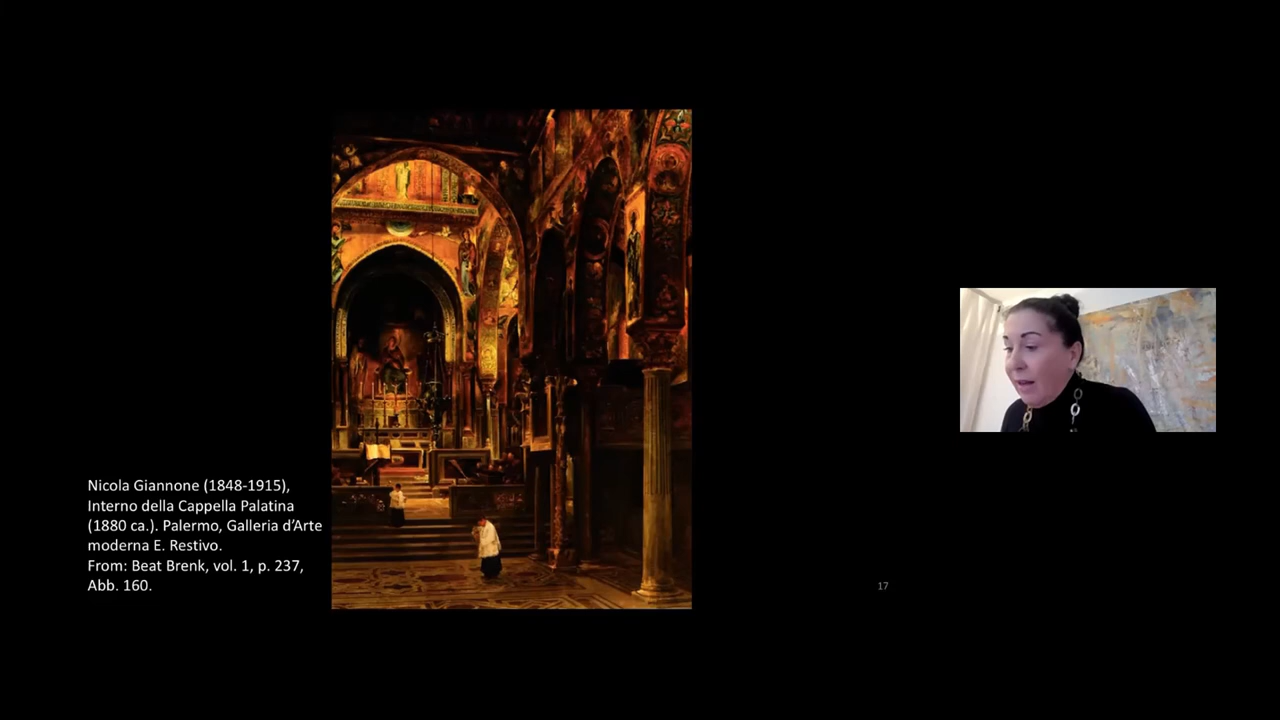 Nicola Giannone (1848-1915),
Interno della Cappella Palatina
(1880 ca.). Palermo, Galleria d’Arte
moderna E. Restivo.
From: Beat Brenk, vol. 1, p. 237,
Abb. 160.
17